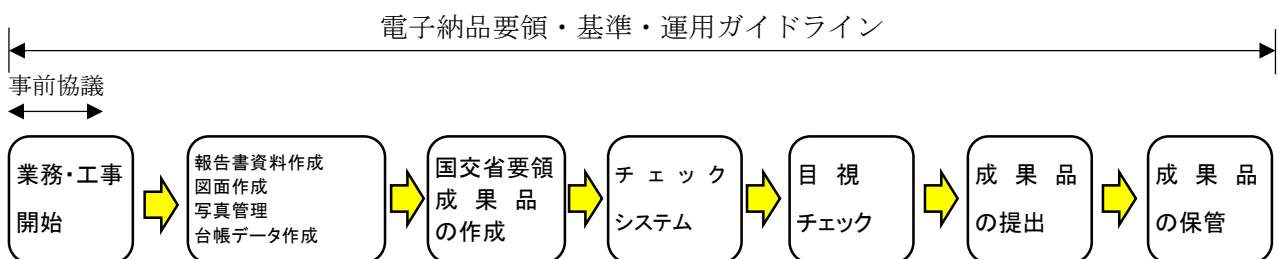 電子納品要領・基準・運用ガイドライン
事前協議
業務・工事
開始
報告書資料作成
図面作成
写真管理
台帳データ作成
国交省要領
成果品
の作成
チェック
システム
目視
チェック
成果品
の提出
成果品
の保管